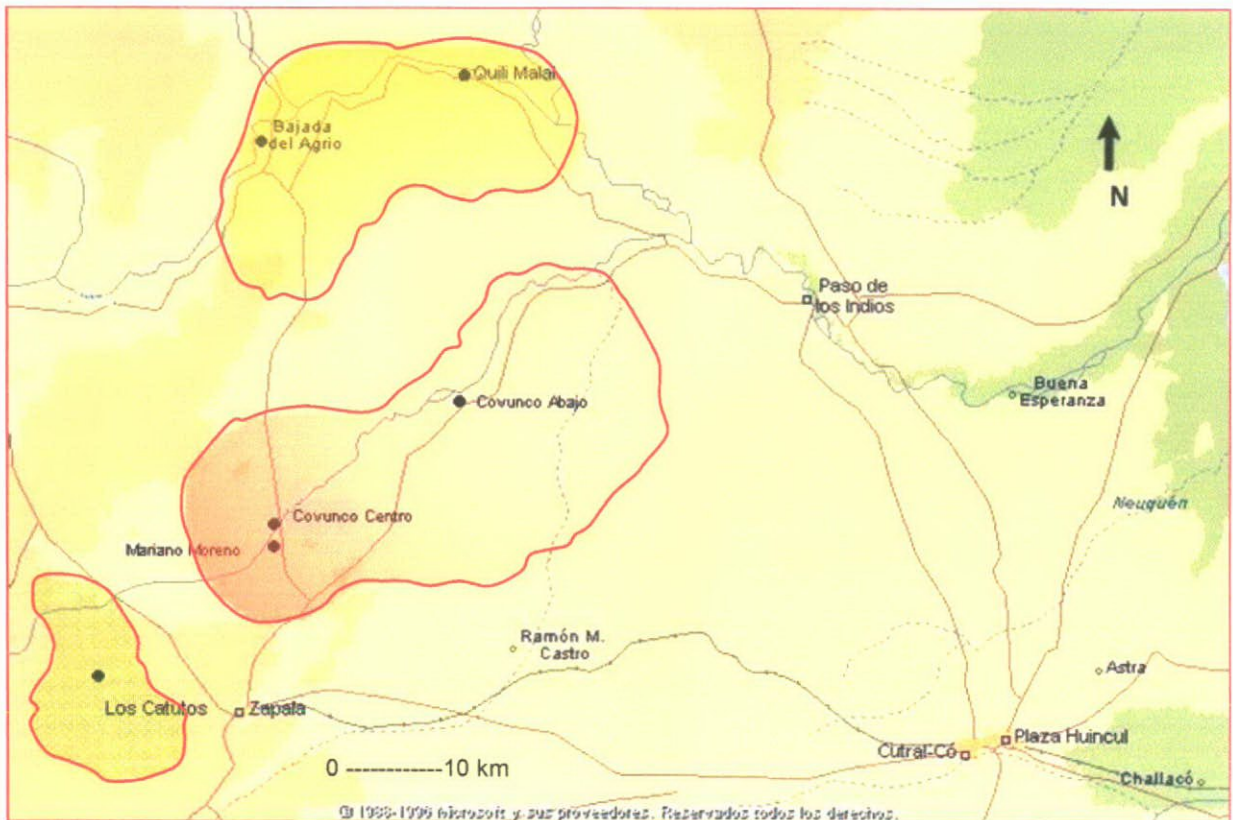 Quili Malal
Bajada
del Agrio
N
Paso de
los Indios
Covunco Abajo
Buena
Esperanza
Neuquén
Covunco Centro
Mariano Moreno
Ramón M.
Castro
Astra
Los Catutos
Zapala
Plaza Huincul
Cutral-Có
0 ------------10 km
Challacó
© 1988-1996 Microsoft y sus proveedores. Reservados todos los derechos.